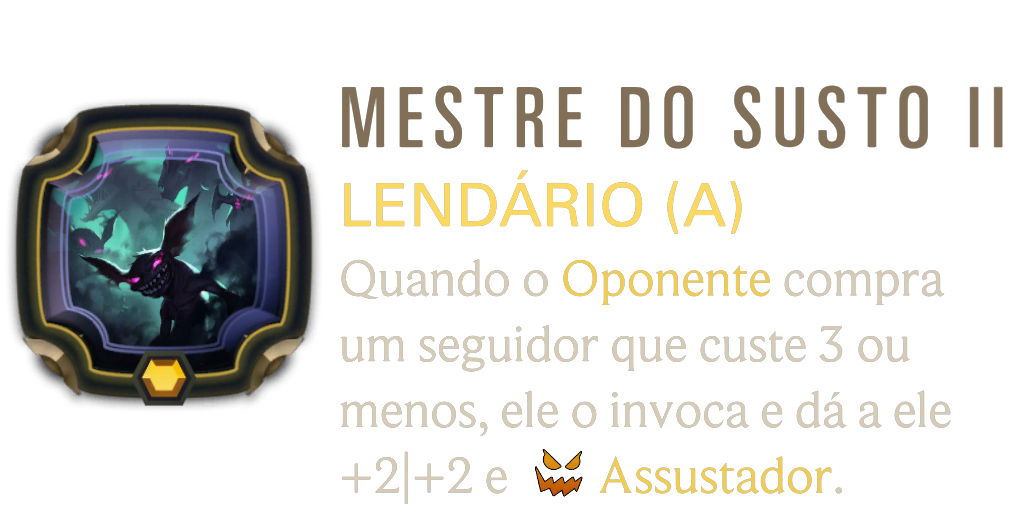 MESTRE DO SUSTO II
LENDÁRIO (A)
Quando o Oponente compra
um seguidor que custe 3 ou
menos, ele o invoca e dá a ele
+2|+2 e Assustador.